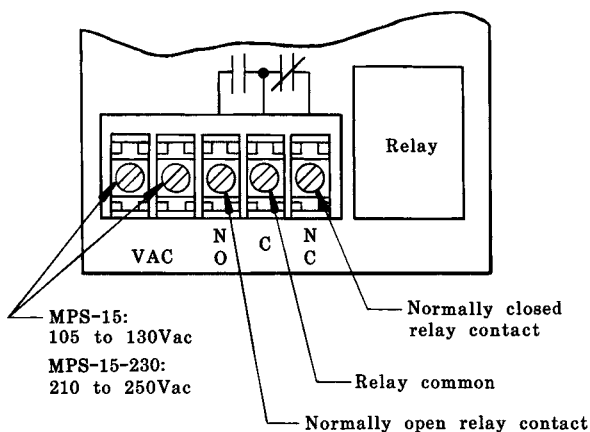 Relay
VAC
N
O
C
N
C
MPS-15:
105 to 130Vac
MPS-15-230:
210 to 250Vac
Normally closed
relay contact
Relay common
Normally open relay contact